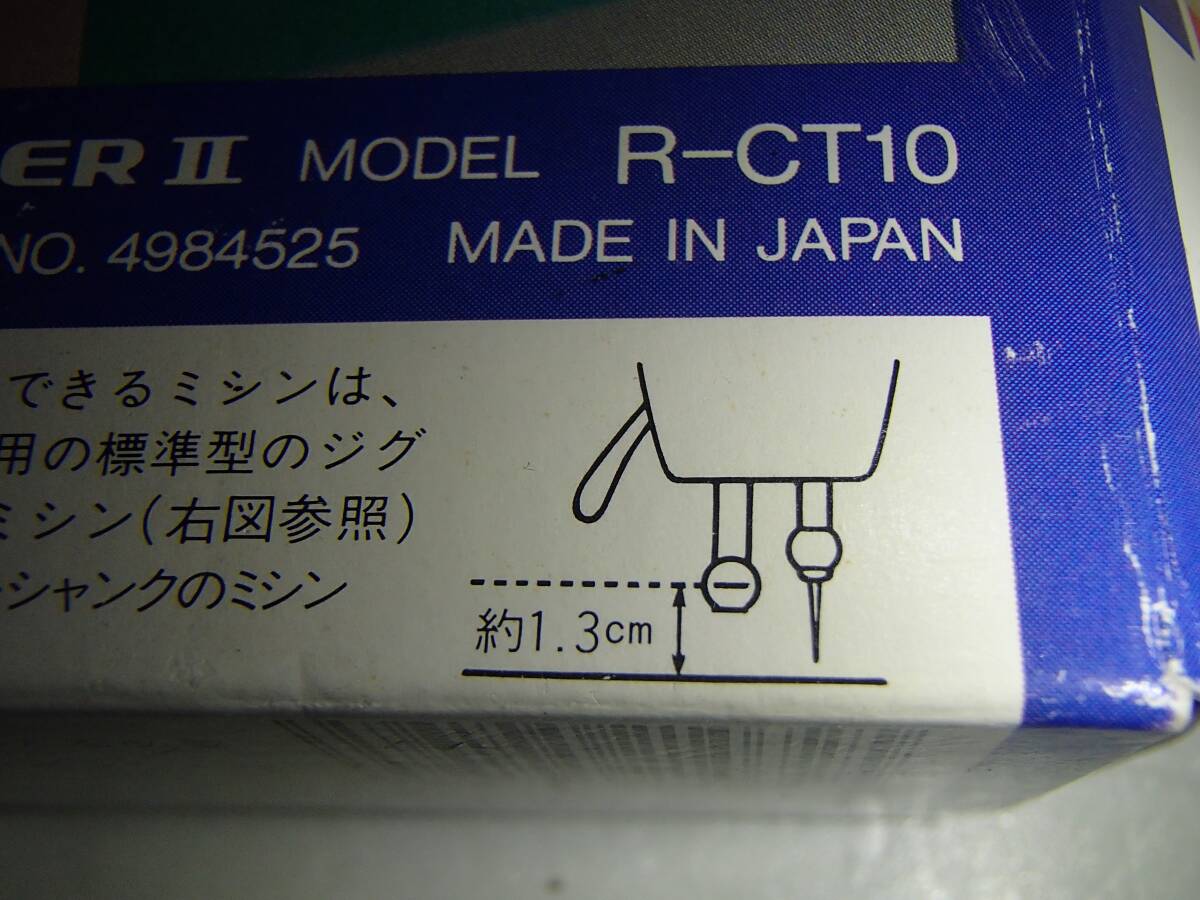 ER II MODEL R-CT10
NO. 4984525 MADE IN JAPAN
できるミシンは、
用の標準型のジグ
ミシン(右図参照)
ーシャンクのミシン
約1.3cm